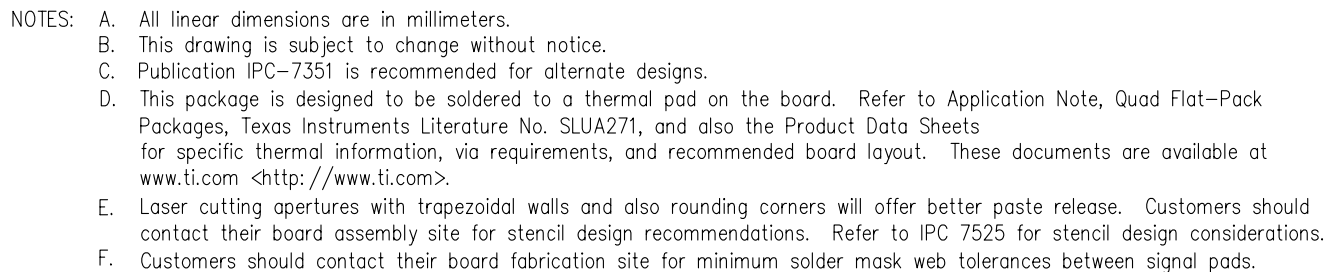 NOTES: A. All linear dimensions are in millimeters.
B. This drawing is subject to change without notice.
C. Publication IPC-7351 is recommended for alternate designs.
D. This package is designed to be soldered to a thermal pad on the board. Refer to Application Note, Quad Flat-Pack
Packages, Texas Instruments Literature No. SLUA271, and also the Product Data Sheets
for specific thermal information, via requirements, and recommended board layout. These documents are available at
www.ti.com <http://www.ti.com>.
E. Laser cutting apertures with trapezoidal walls and also rounding corners will offer better paste release. Customers should
contact their board assembly site for stencil design recommendations. Refer to IPC 7525 for stencil design considerations.
F. Customers should contact their board fabrication site for minimum solder mask web tolerances between signal pads.